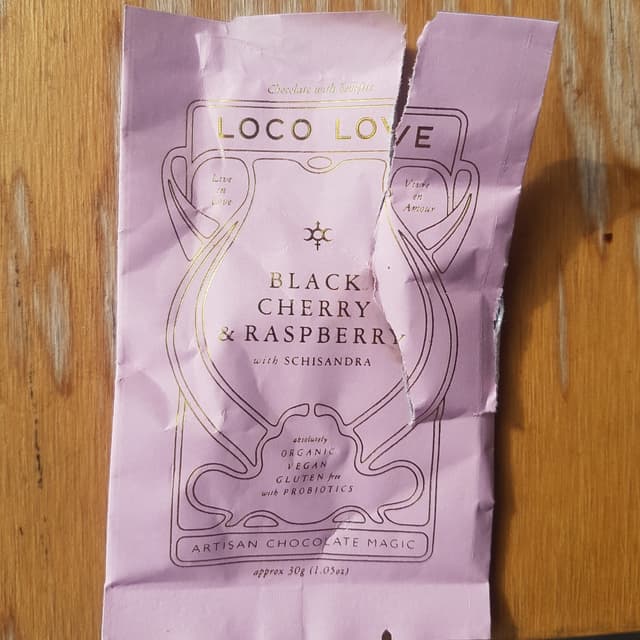 Chocolate with Benefits
LOCO LOVE
Live
in
Love
Vivre
en
Amour
BLACK
CHERRY
& RASPBERRY
with SCHISANDRA
absolutely
ORGANIC
VEGAN
GLUTEN free
with PROBIOTICS
ARTISAN CHOCOLATE MAGIC
approx 30g (1.05oz)